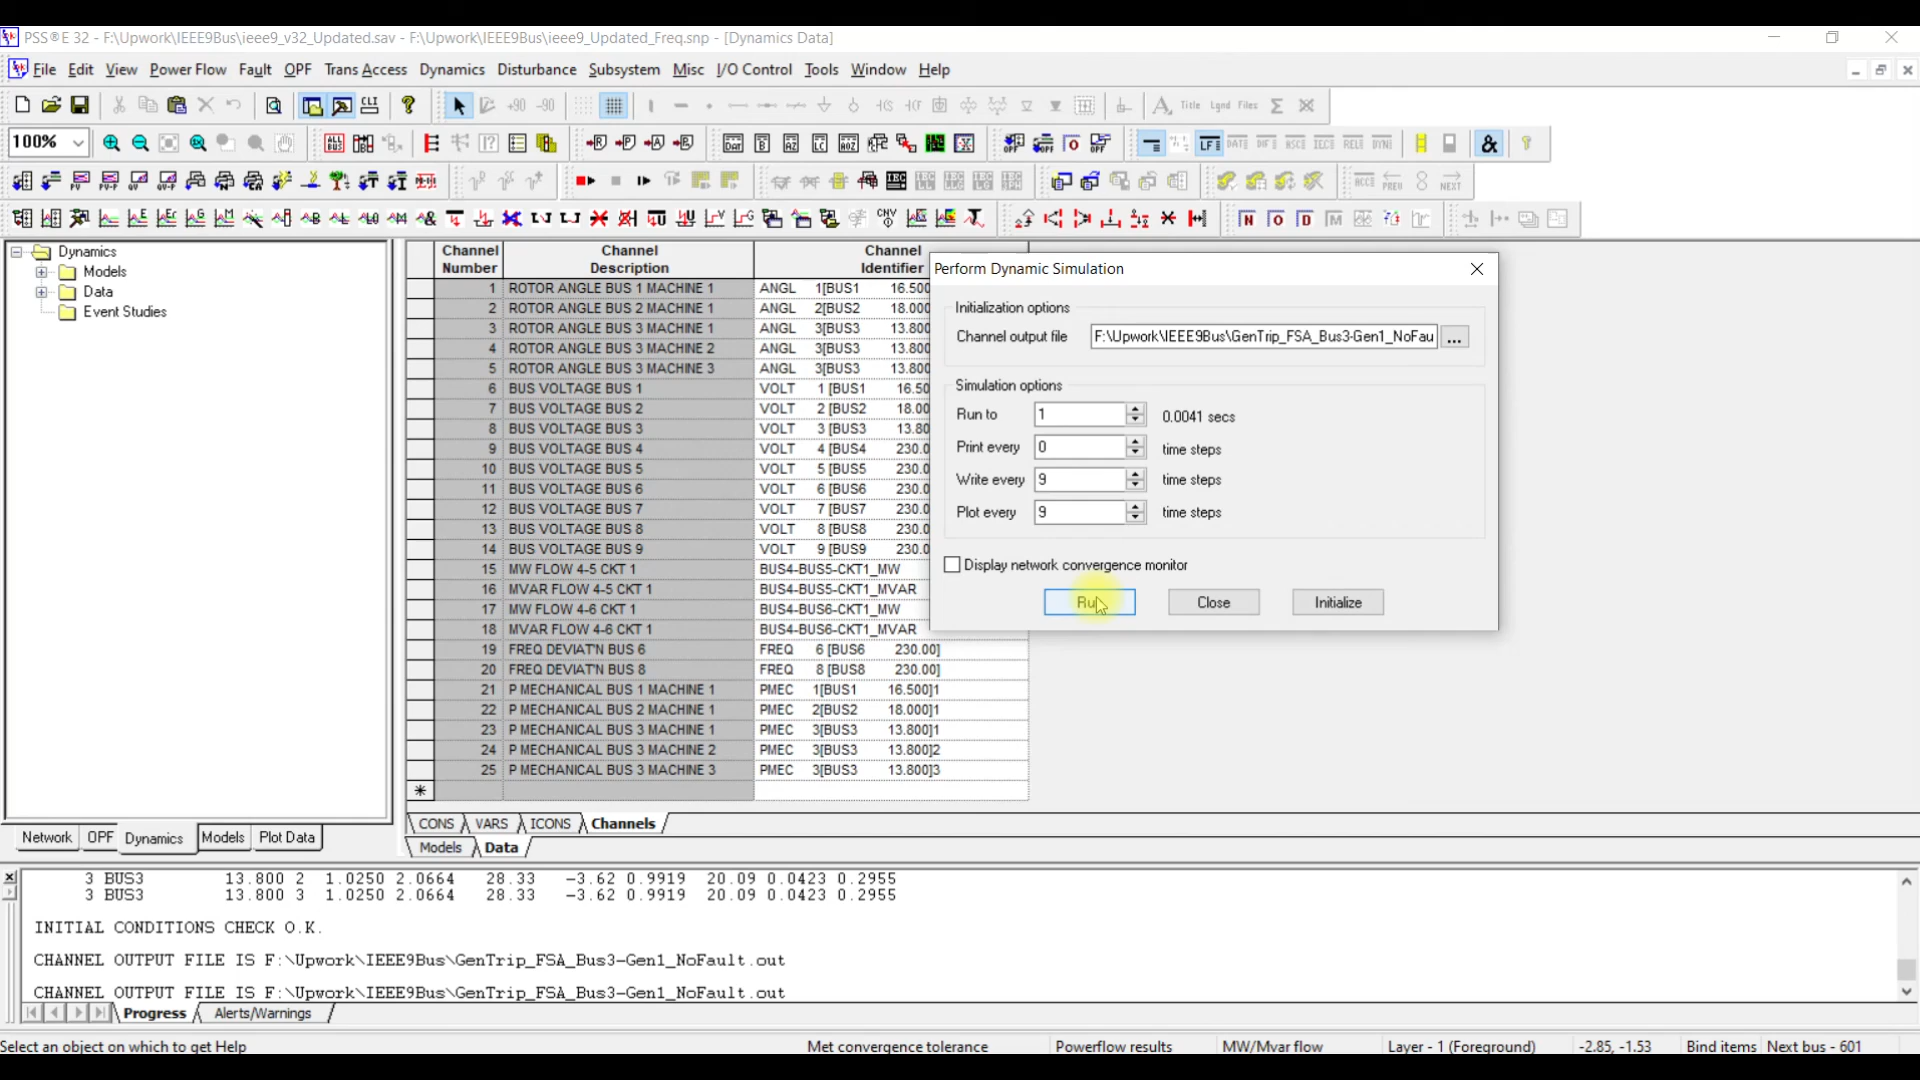 PSS®E 32 - F:\Upwork\IEEE9Bus\ieee9_v32_Updated.sav - F:\Upwork\IEEE9Bus\ieee9_Updated_Freq.snp - [Dynamics Data]
File Edit View Power Flow Fault OPF Trans Access Dynamics Disturbance Subsystem Misc I/O Control Tools Window Help
CLI +90 -90 Title Lgnd Files
100%
Dynamics
Models
Data
Event Studies
Network OPF Dynamics Models Plot Data
Channel Number Channel Description Channel Identifier
1 ROTOR ANGLE BUS 1 MACHINE 1 ANGL 1[BUS1 16.500
2 ROTOR ANGLE BUS 2 MACHINE 1 ANGL 2[BUS2 18.000
3 ROTOR ANGLE BUS 3 MACHINE 1 ANGL 3[BUS3 13.800
4 ROTOR ANGLE BUS 3 MACHINE 2 ANGL 3[BUS3 13.800
5 ROTOR ANGLE BUS 3 MACHINE 3 ANGL 3[BUS3 13.800
6 BUS VOLTAGE BUS 1 VOLT 1 [BUS1 16.50
7 BUS VOLTAGE BUS 2 VOLT 2 [BUS2 18.00
8 BUS VOLTAGE BUS 3 VOLT 3 [BUS3 13.80
9 BUS VOLTAGE BUS 4 VOLT 4 [BUS4 230.0
10 BUS VOLTAGE BUS 5 VOLT 5 [BUS5 230.0
11 BUS VOLTAGE BUS 6 VOLT 6 [BUS6 230.0
12 BUS VOLTAGE BUS 7 VOLT 7 [BUS7 230.0
13 BUS VOLTAGE BUS 8 VOLT 8 [BUS8 230.0
14 BUS VOLTAGE BUS 9 VOLT 9 [BUS9 230.0
15 MW FLOW 4-5 CKT 1 BUS4-BUS5-CKT1_MW
16 MVAR FLOW 4-5 CKT 1 BUS4-BUS5-CKT1_MVAR
17 MW FLOW 4-6 CKT 1 BUS4-BUS6-CKT1_MW
18 MVAR FLOW 4-6 CKT 1 BUS4-BUS6-CKT1_MVAR
19 FREQ DEVIAT'N BUS 6 FREQ 6 [BUS6 230.00]
20 FREQ DEVIAT'N BUS 8 FREQ 8 [BUS8 230.00]
21 P MECHANICAL BUS 1 MACHINE 1 PMEC 1[BUS1 16.500]1
22 P MECHANICAL BUS 2 MACHINE 1 PMEC 2[BUS2 18.000]1
23 P MECHANICAL BUS 3 MACHINE 1 PMEC 3[BUS3 13.800]1
24 P MECHANICAL BUS 3 MACHINE 2 PMEC 3[BUS3 13.800]2
25 P MECHANICAL BUS 3 MACHINE 3 PMEC 3[BUS3 13.800]3
CONS VARS ICONS Channels
Models Data
Perform Dynamic Simulation
Initialization options
Channel output file F:\Upwork\IEEE9Bus\GenTrip_FSA_Bus3-Gen1_NoFau ...
Simulation options
Run to 1 0.0041 secs
Print every 0 time steps
Write every 9 time steps
Plot every 9 time steps
Display network convergence monitor
Close Initialize
3 BUS3 13.800 2 1.0250 2.0664 28.33 -3.62 0.9919 20.09 0.0423 0.2955
3 BUS3 13.800 3 1.0250 2.0664 28.33 -3.62 0.9919 20.09 0.0423 0.2955
INITIAL CONDITIONS CHECK O.K.
CHANNEL OUTPUT FILE IS F:\Upwork\IEEE9Bus\GenTrip_FSA_Bus3-Gen1_NoFault.out
CHANNEL OUTPUT FILE IS F:\Upwork\IEEE9Bus\GenTrip_FSA_Bus3-Gen1_NoFault.out
Progress Alerts/Warnings
Select an object on which to get Help Met convergence tolerance Powerflow results MW/Mvar flow Layer - 1 (Foreground) -2.85, -1.53 Bind items Next bus - 601